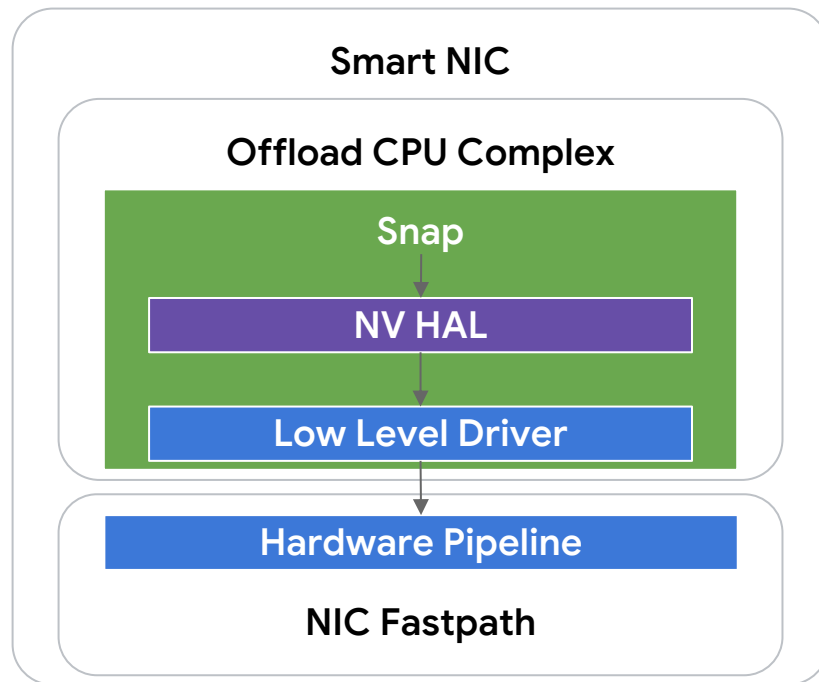 Smart NIC
Offload CPU Complex
Snap
NV HAL
Low Level Driver
Hardware Pipeline
NIC Fastpath